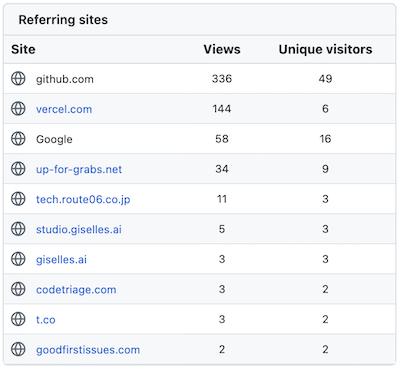 Referring sites
Site Views Unique visitors
github.com 336 49
vercel.com 144 6
Google 58 16
up-for-grabs.net 34 9
tech.route06.co.jp 11 3
studio.giselles.ai 5 3
giselles.ai 3 3
codetriage.com 3 2
t.co 3 2
goodfirstissues.com 2 2